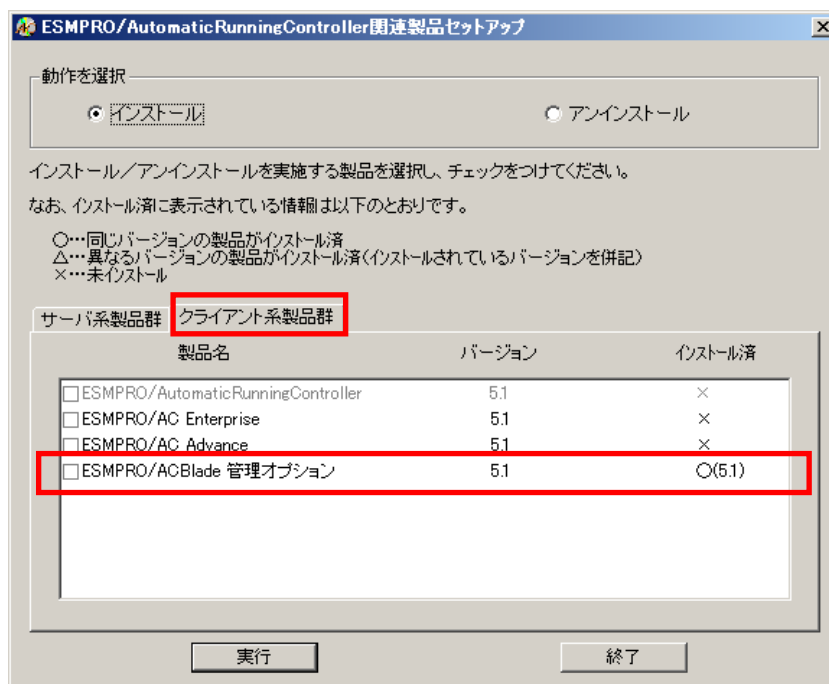 ESMPRO/AutomaticRunningController関連製品セットアップ
動作を選択
インストール アンインストール
インストール／アンインストールを実施する製品を選択し、チェックをつけてください。
なお、インストール済に表示されている情報は以下のとおりです。
○…同じバージョンの製品がインストール済
△…異なるバージョンの製品がインストール済(インストールされているバージョンを併記)
×…未インストール
サーバ系製品群 クライアント系製品群
製品名 バージョン インストール済
ESMPRO/AutomaticRunningController 5.1 ×
ESMPRO/AC Enterprise 5.1 ×
ESMPRO/AC Advance 5.1 ×
ESMPRO/ACBlade 管理オプション 5.1 ○(5.1)
実行 終了